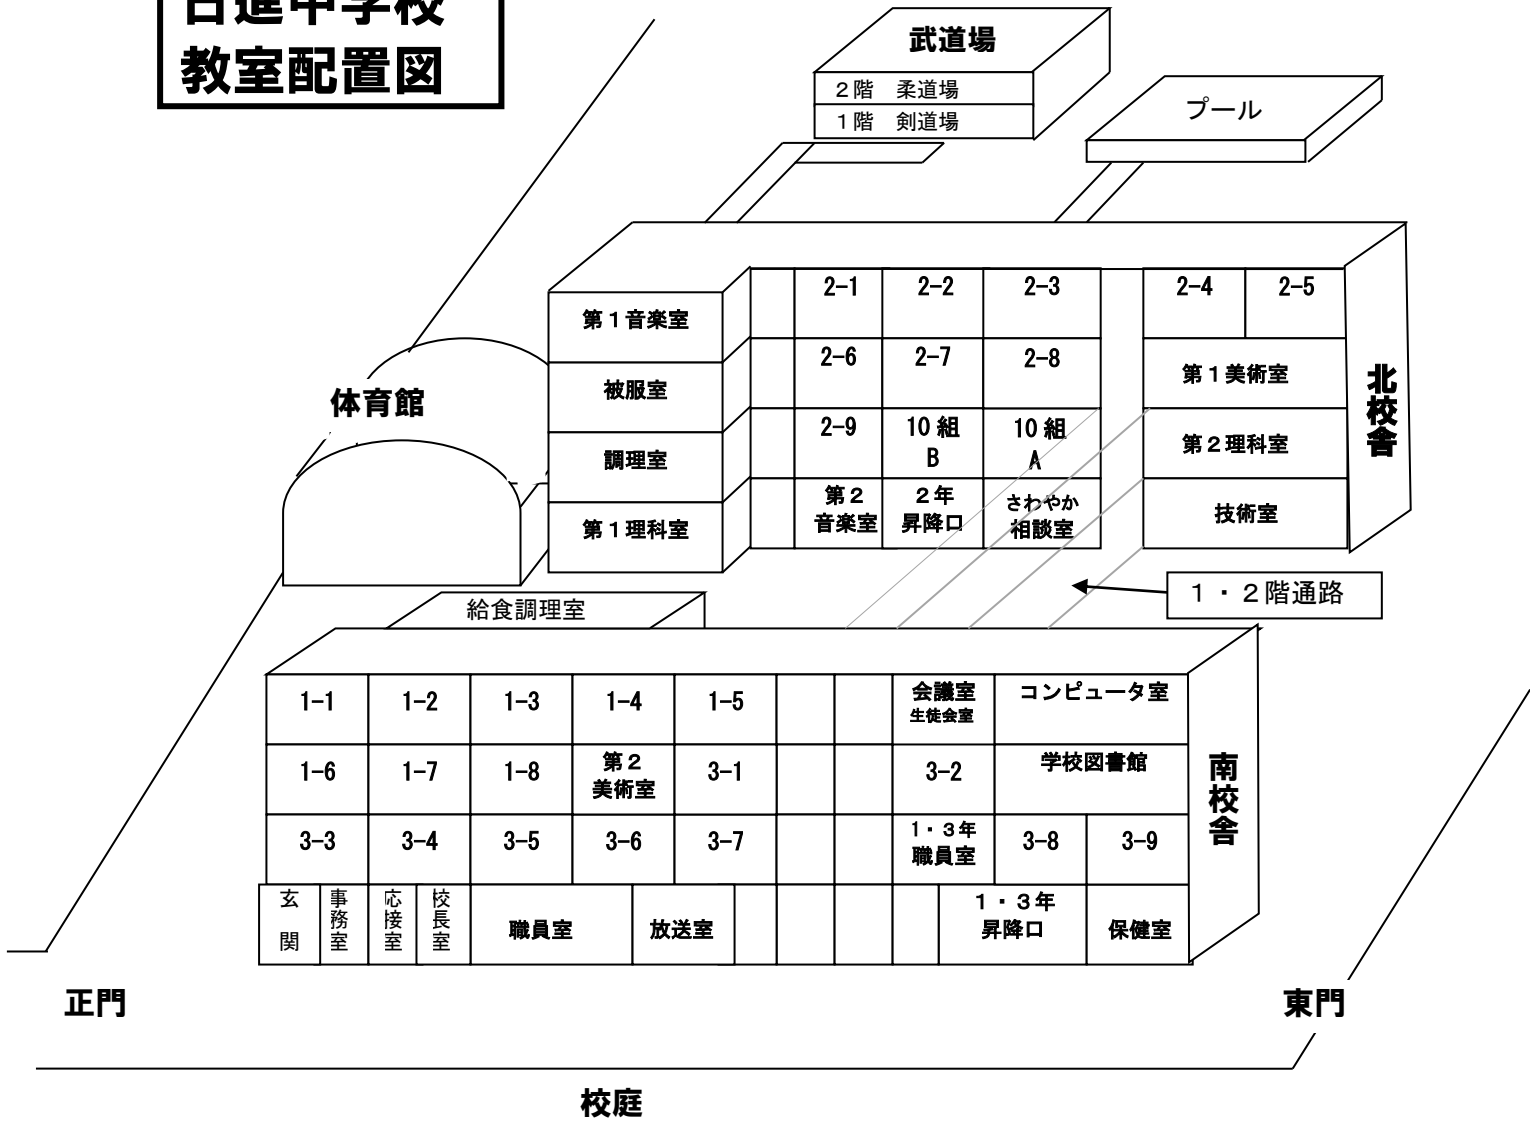 日進中学校
教室配置図
武道場
２階　柔道場
１階　剣道場
プール
体育館
第１音楽室
被服室
調理室
第１理科室
2-1
2-2
2-3
2-4
2-5
2-6
2-7
2-8
第１美術室
2-9
10 組
B
10 組
A
第２理科室
第２
音楽室
２年
昇降口
さわやか
相談室
技術室
北校舎
１・２階通路
給食調理室
1-1
1-2
1-3
1-4
1-5
会議室
生徒会室
コンピュータ室
1-6
1-7
1-8
第２
美術室
3-1
3-2
学校図書館
3-3
3-4
3-5
3-6
3-7
１・３年
職員室
3-8
3-9
玄関
事務室
応接室
校長室
職員室
放送室
１・３年
昇降口
保健室
南校舎
正門
東門
校庭